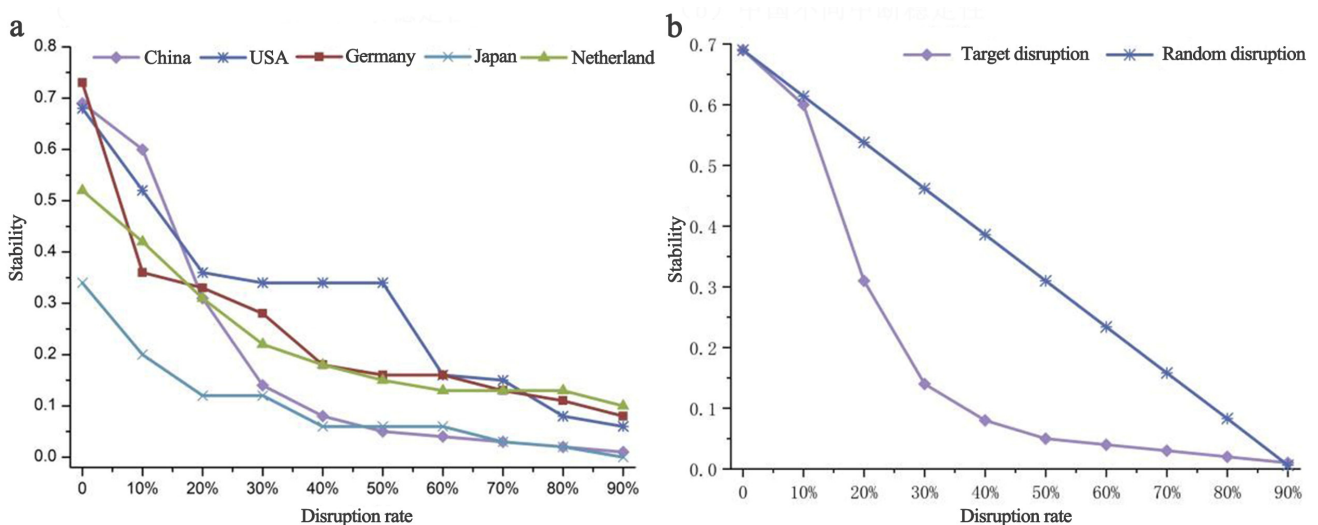 a
China USA Germany Japan Netherland
0.8
0.7
0.6
0.5
0.4
0.3
0.2
0.1
0.0
Stability
0 10% 20% 30% 40% 50% 60% 70% 80% 90%
Disruption rate
b
Target disruption Random disruption
0.7
0.6
0.5
0.4
0.3
0.2
0.1
0.0
Stability
0 10% 20% 30% 40% 50% 60% 70% 80% 90%
Disruption rate